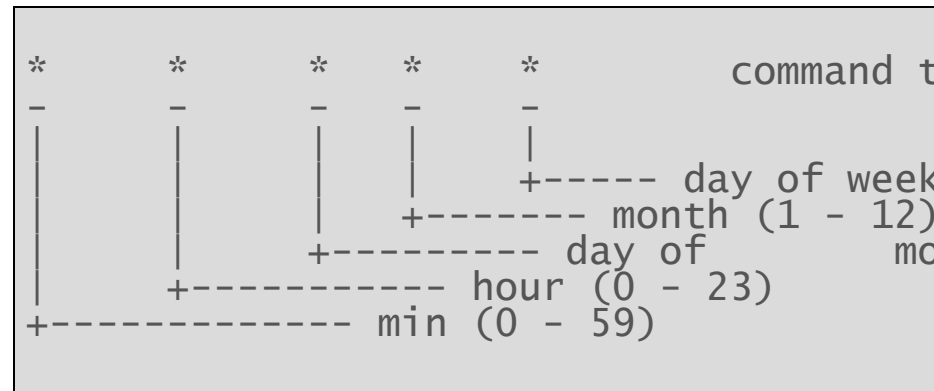 * * * * * command t
- - - - -
| | | | |
| | | | +----- day of week
| | | +------- month (1 - 12)
| | +--------- day of mo
| +----------- hour (0 - 23)
+------------- min (0 - 59)